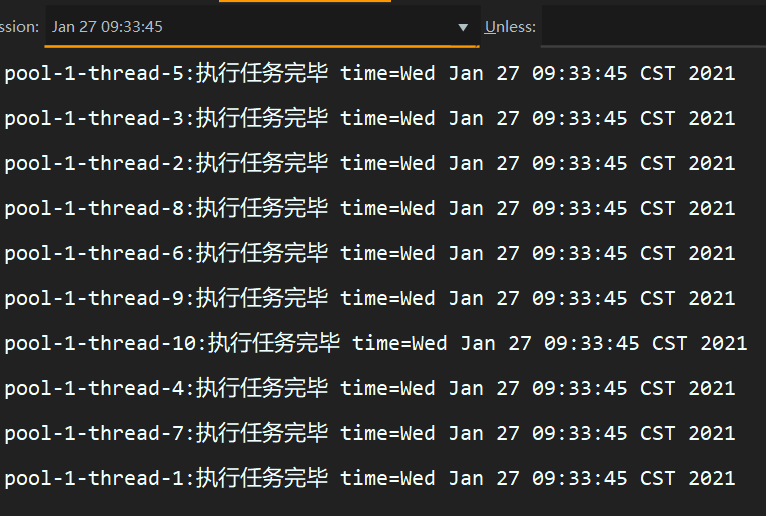 ssion: Jan 27 09:33:45 Unless:
pool-1-thread-5:执行任务完毕 time=Wed Jan 27 09:33:45 CST 2021
pool-1-thread-3:执行任务完毕 time=Wed Jan 27 09:33:45 CST 2021
pool-1-thread-2:执行任务完毕 time=Wed Jan 27 09:33:45 CST 2021
pool-1-thread-8:执行任务完毕 time=Wed Jan 27 09:33:45 CST 2021
pool-1-thread-6:执行任务完毕 time=Wed Jan 27 09:33:45 CST 2021
pool-1-thread-9:执行任务完毕 time=Wed Jan 27 09:33:45 CST 2021
pool-1-thread-10:执行任务完毕 time=Wed Jan 27 09:33:45 CST 2021
pool-1-thread-4:执行任务完毕 time=Wed Jan 27 09:33:45 CST 2021
pool-1-thread-7:执行任务完毕 time=Wed Jan 27 09:33:45 CST 2021
pool-1-thread-1:执行任务完毕 time=Wed Jan 27 09:33:45 CST 2021